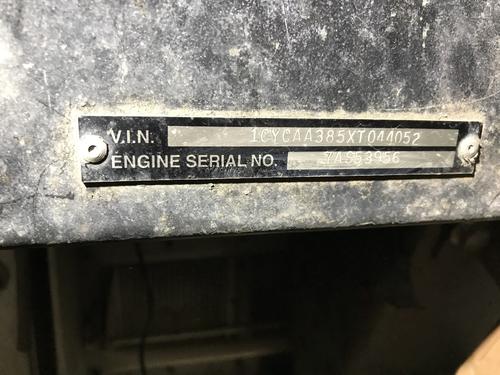 V.I.N. 1CYCAA385XT044052
ENGINE SERIAL NO. 7AS53956